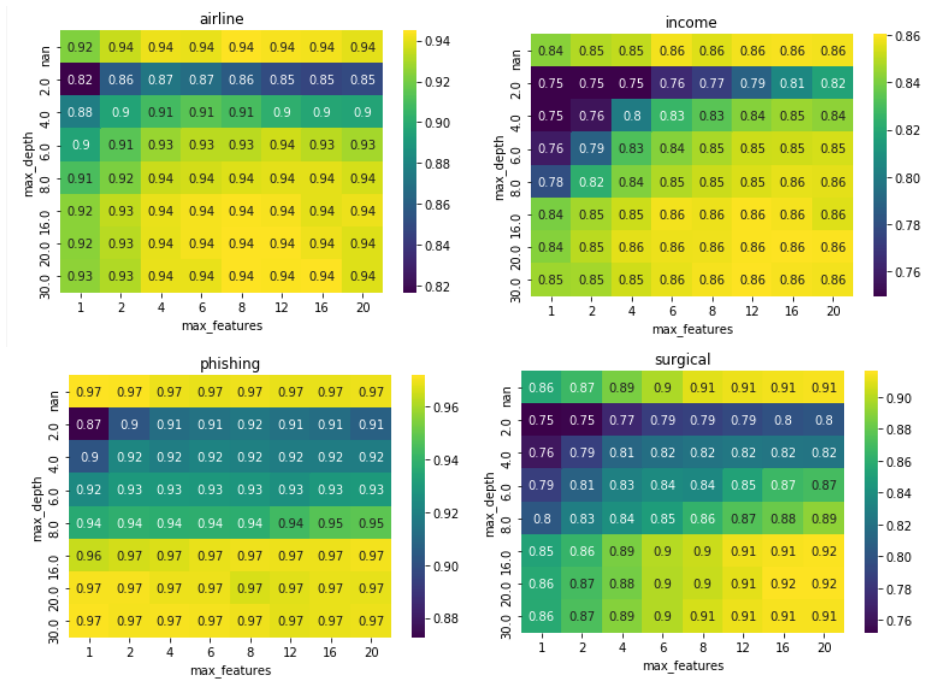 airline
nan 0.92 0.94 0.94 0.94 0.94 0.94 0.94 0.94
2.0 0.82 0.86 0.87 0.87 0.86 0.85 0.85 0.85
4.0 0.88 0.9 0.91 0.91 0.91 0.9 0.9 0.9
6.0 0.9 0.91 0.93 0.93 0.93 0.94 0.93 0.93
8.0 0.91 0.92 0.94 0.94 0.94 0.94 0.94 0.94
16.0 0.92 0.93 0.94 0.94 0.94 0.94 0.94 0.94
20.0 0.92 0.93 0.94 0.94 0.94 0.94 0.94 0.94
30.0 0.93 0.93 0.94 0.94 0.94 0.94 0.94 0.94
1 2 4 6 8 12 16 20
max_depth
max_features
0.94
0.92
0.90
0.88
0.86
0.84
0.82
income
nan 0.84 0.85 0.85 0.86 0.86 0.86 0.86 0.86
2.0 0.75 0.75 0.75 0.76 0.77 0.79 0.81 0.82
4.0 0.75 0.76 0.8 0.83 0.83 0.84 0.85 0.84
6.0 0.76 0.79 0.83 0.84 0.85 0.85 0.85 0.85
8.0 0.78 0.82 0.84 0.85 0.85 0.85 0.86 0.86
16.0 0.84 0.85 0.85 0.86 0.86 0.86 0.86 0.86
20.0 0.84 0.85 0.86 0.86 0.86 0.86 0.86 0.86
30.0 0.85 0.85 0.86 0.86 0.86 0.86 0.86 0.86
1 2 4 6 8 12 16 20
max_depth
max_features
0.86
0.84
0.82
0.80
0.78
0.76
phishing
nan 0.97 0.97 0.97 0.97 0.97 0.97 0.97 0.97
2.0 0.87 0.9 0.91 0.91 0.92 0.91 0.91 0.91
4.0 0.9 0.92 0.92 0.92 0.92 0.92 0.92 0.92
6.0 0.92 0.93 0.93 0.93 0.93 0.93 0.93 0.93
8.0 0.94 0.94 0.94 0.94 0.94 0.94 0.95 0.95
16.0 0.96 0.97 0.97 0.97 0.97 0.97 0.97 0.97
20.0 0.97 0.97 0.97 0.97 0.97 0.97 0.97 0.97
30.0 0.97 0.97 0.97 0.97 0.97 0.97 0.97 0.97
1 2 4 6 8 12 16 20
max_depth
max_features
0.96
0.94
0.92
0.90
0.88
surgical
nan 0.86 0.87 0.89 0.9 0.91 0.91 0.91 0.91
2.0 0.75 0.75 0.77 0.79 0.79 0.79 0.8 0.8
4.0 0.76 0.79 0.81 0.82 0.82 0.82 0.82 0.82
6.0 0.79 0.81 0.83 0.84 0.84 0.85 0.87 0.87
8.0 0.8 0.83 0.84 0.85 0.86 0.87 0.88 0.89
16.0 0.85 0.86 0.89 0.9 0.9 0.91 0.91 0.92
20.0 0.86 0.87 0.88 0.9 0.9 0.91 0.92 0.92
30.0 0.86 0.87 0.89 0.9 0.91 0.91 0.91 0.91
1 2 4 6 8 12 16 20
max_depth
max_features
0.90
0.88
0.86
0.84
0.82
0.80
0.78
0.76